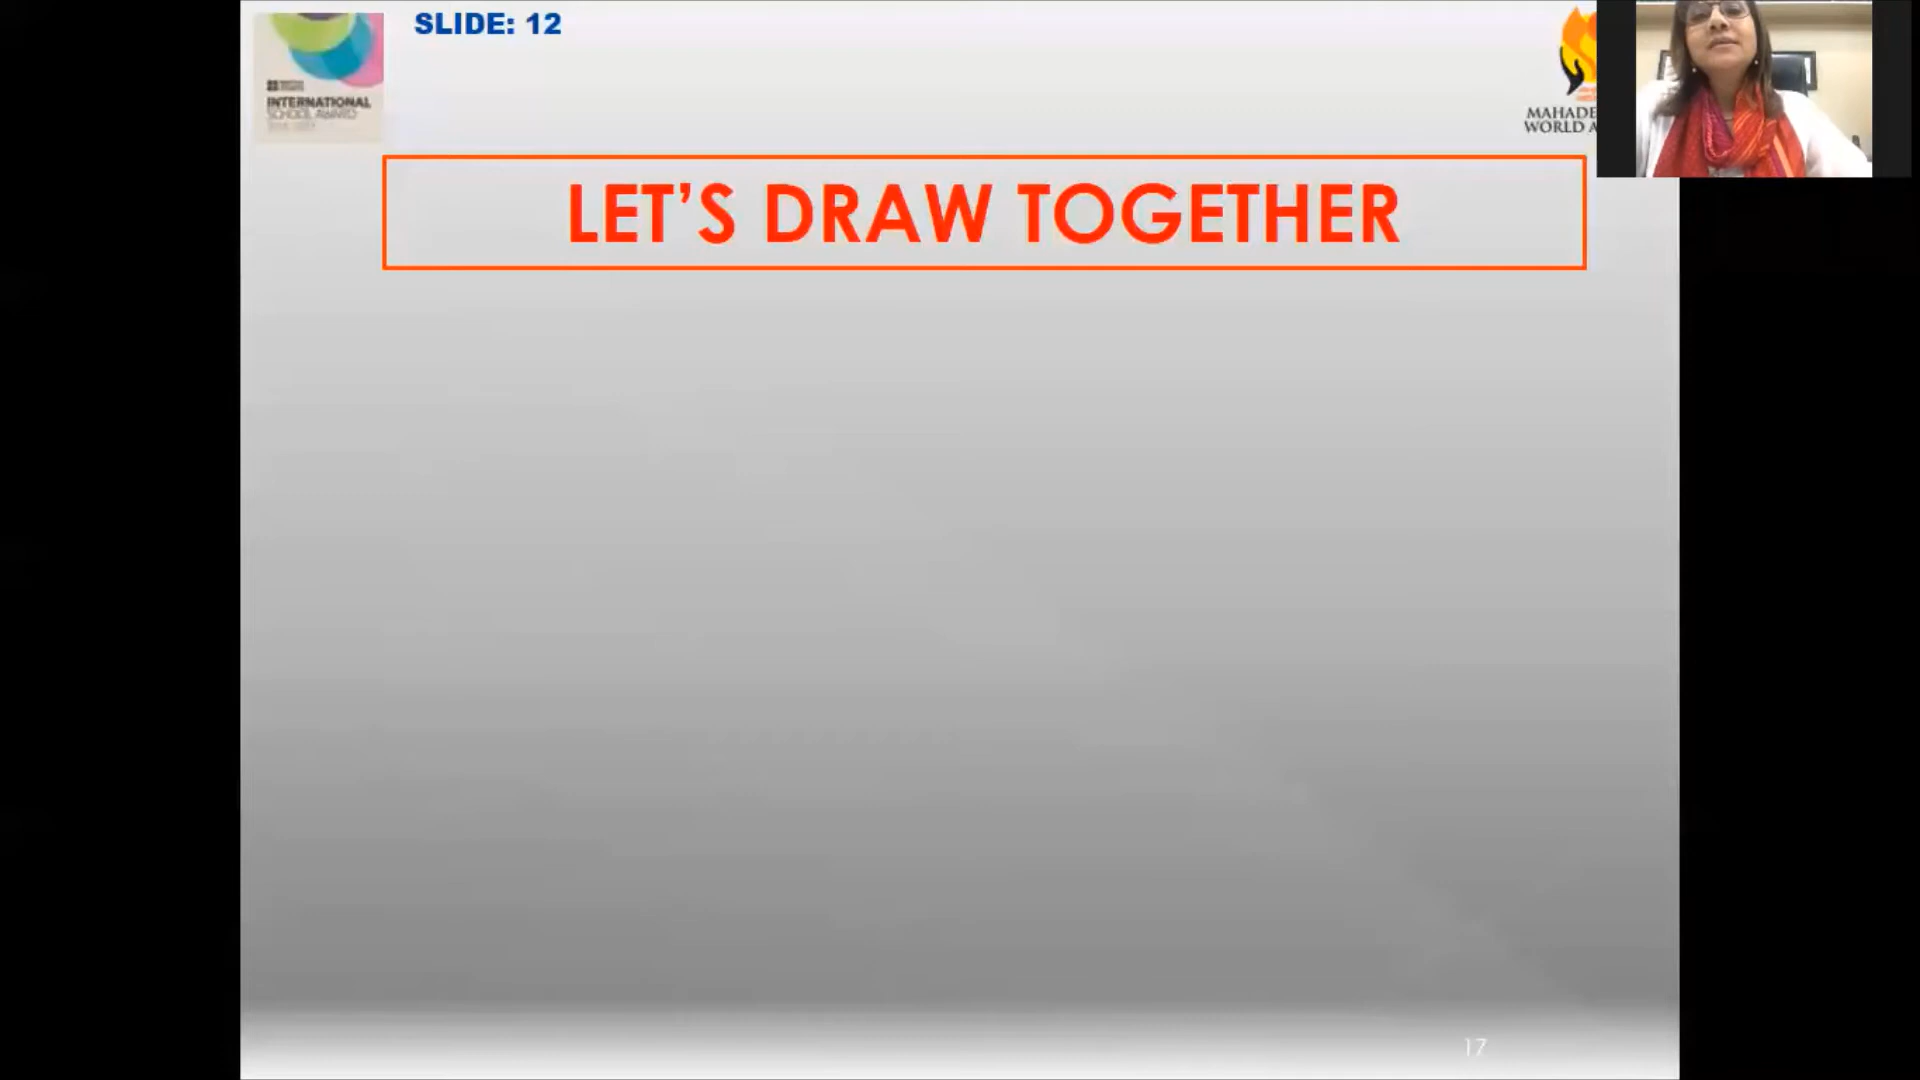 SLIDE: 12
INTERNATIONAL
SCHOOL AWARD
MAHADE
WORLD A
LET'S DRAW TOGETHER
17